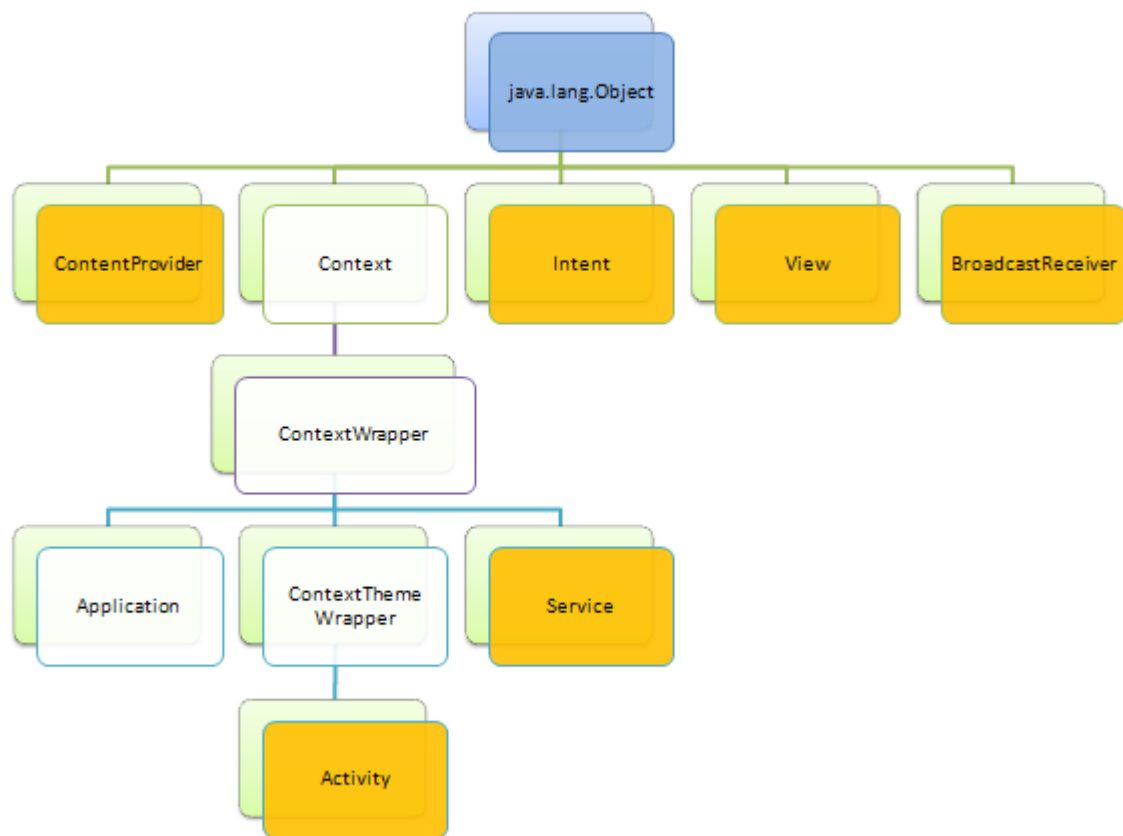 java.lang.Object
ContentProvider
Context
Intent
View
BroadcastReceiver
ContextWrapper
Application
ContextTheme
Wrapper
Service
Activity